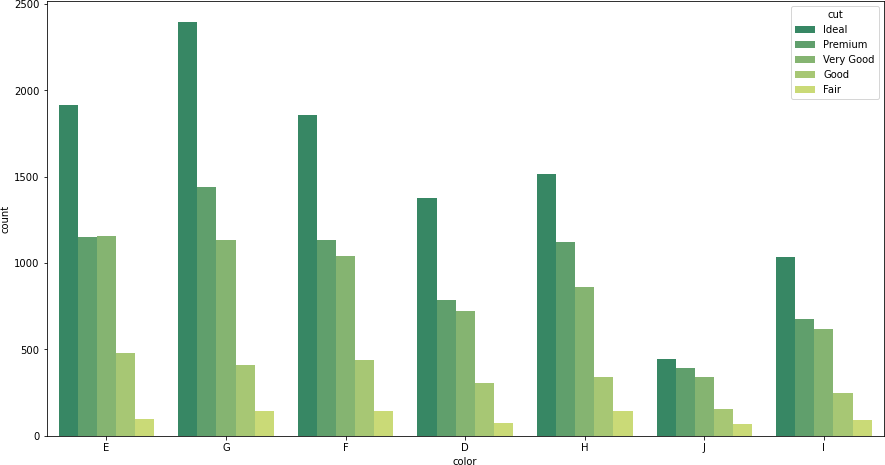 2500
2000
1500
1000
500
0
count
E G F D H J I
color
cut
Ideal
Premium
Very Good
Good
Fair